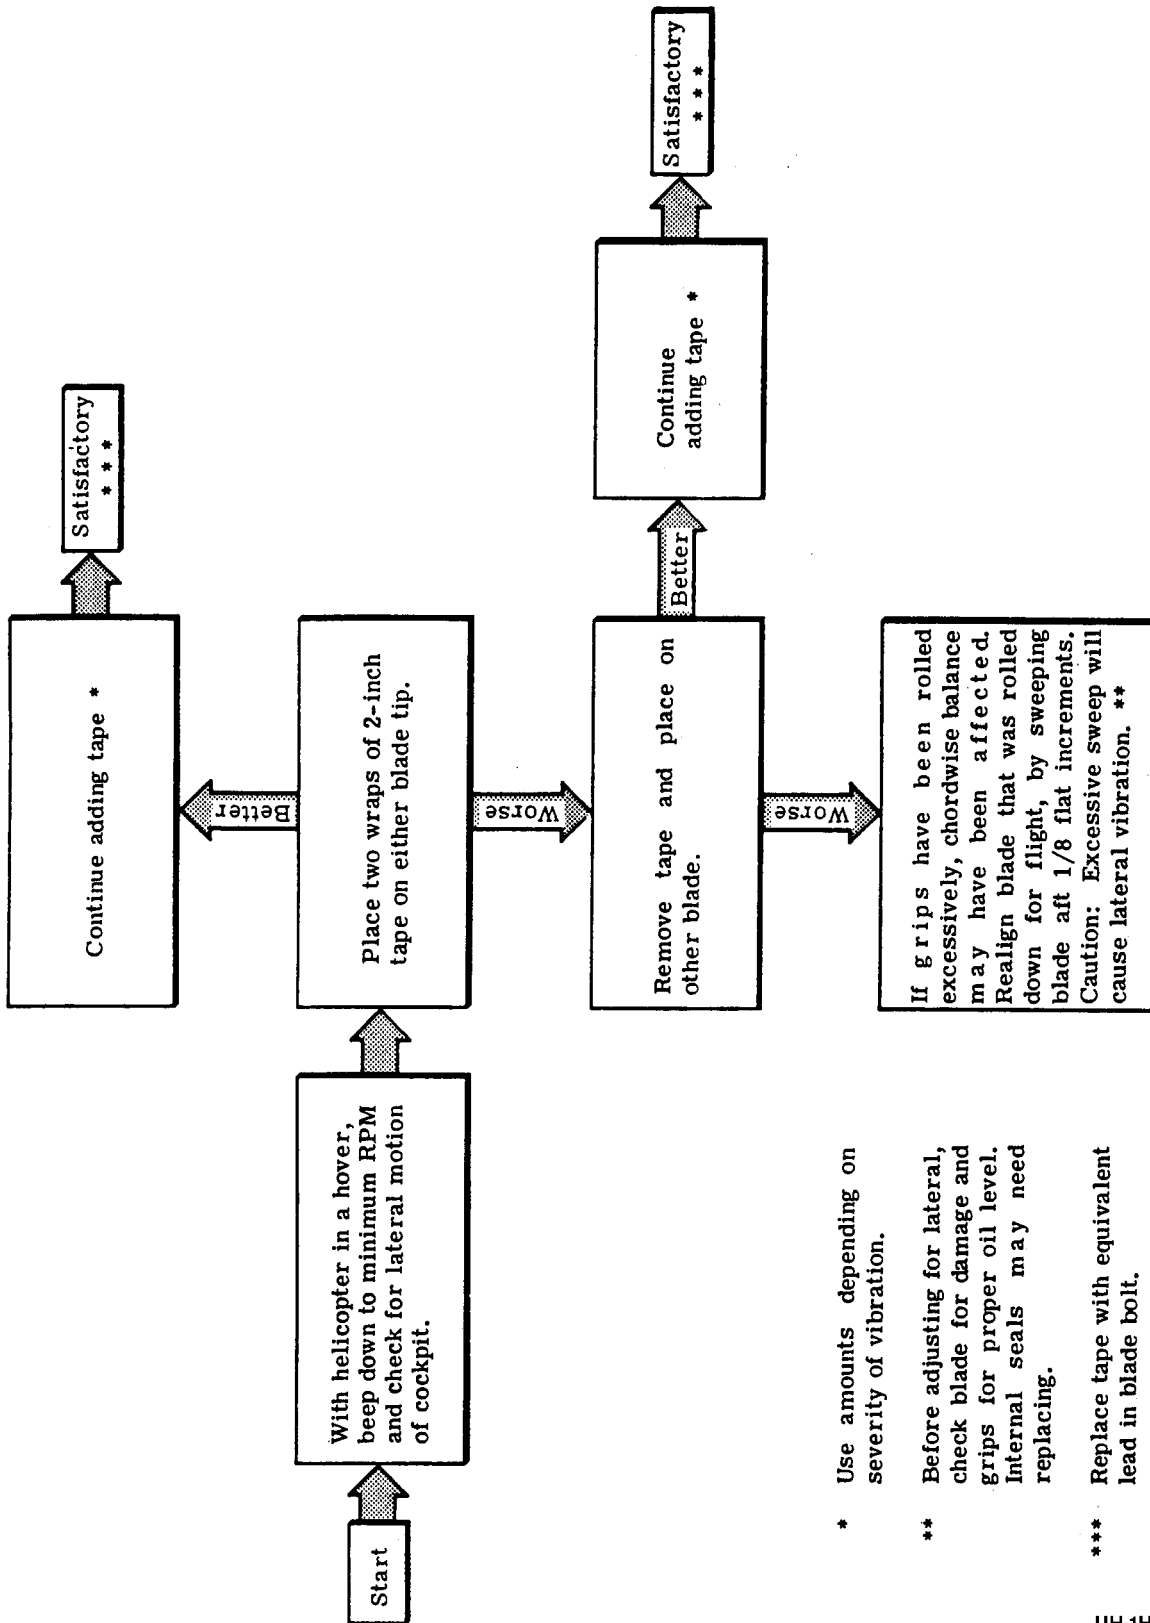 Start
With helicopter in a hover,
beep down to minimum RPM
and check for lateral motion
of cockpit.
Place two wraps of 2-inch
tape on either blade tip.
Better
Continue adding tape *
Satisfactory
* * *
Worse
Remove tape and place on
other blade.
Better
Continue
adding tape *
Satisfactory
* * *
Worse
If grips have been rolled
excessively, chordwise balance
may have been affected.
Realign blade that was rolled
down for flight, by sweeping
blade aft 1/8 flat increments.
Caution: Excessive sweep will
cause lateral vibration. **
* Use amounts depending on
severity of vibration.
** Before adjusting for lateral,
check blade for damage and
grips for proper oil level.
Internal seals may need
replacing.
*** Replace tape with equivalent
lead in blade bolt.